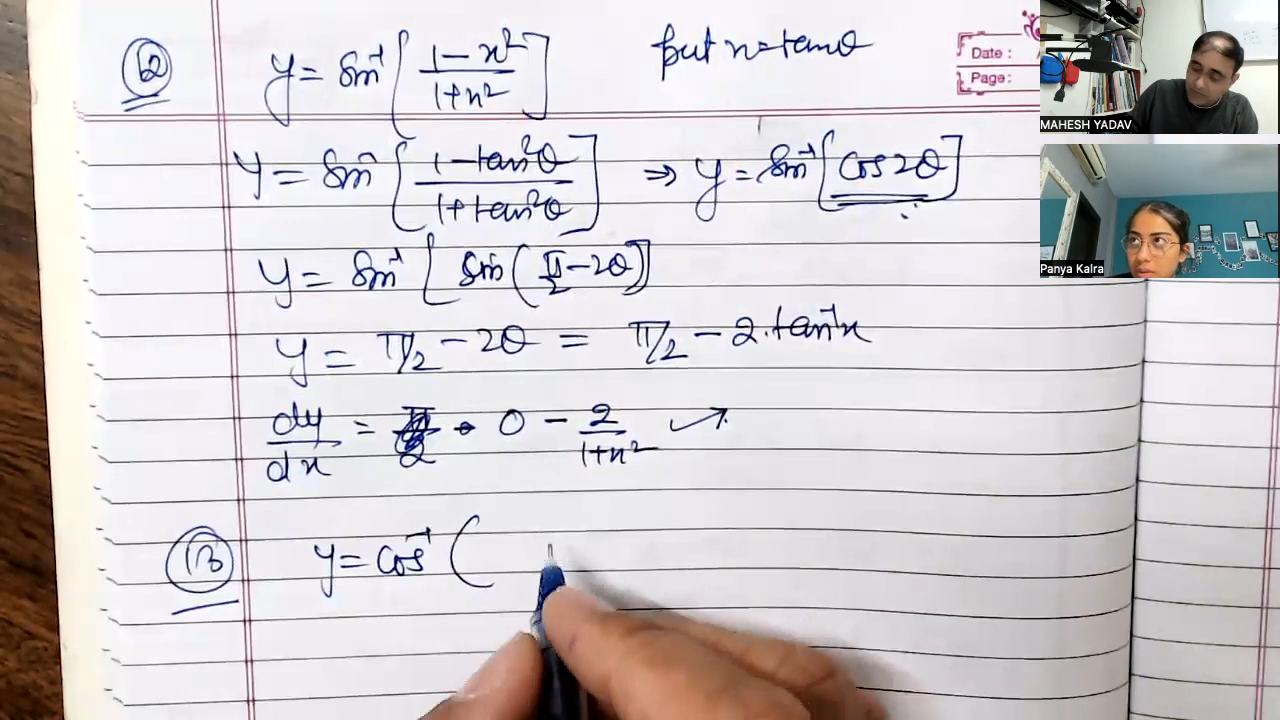 (12) y = Sin⁻¹ [ (1 - x²) / (1 + x²) ]   put x = tanθ
Date :
Page :
y = Sin⁻¹ [ (1 - tan²θ) / (1 + tan²θ) ] ⇒ y = Sin⁻¹ [ Cos 2θ ]
y = Sin⁻¹ [ Sin ( π/2 - 2θ ) ]
y = π/2 - 2θ = π/2 - 2.tan⁻¹x
dy/dx = 0 - 2/(1+x²)
(13) y = Cos⁻¹ (
MAHESH YADAV
Panya Kalra